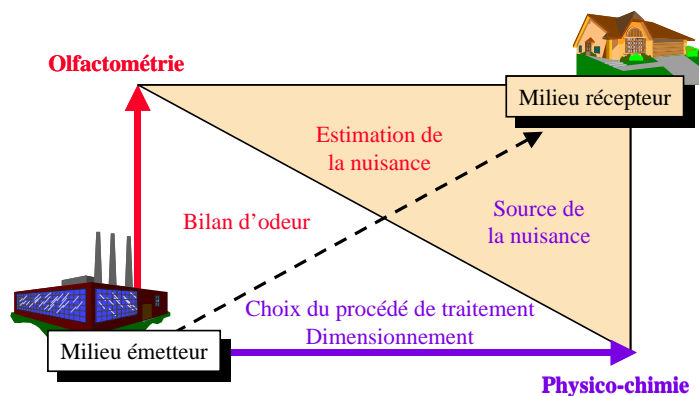 Olfactométrie
Milieu récepteur
Estimation de
la nuisance
Bilan d'odeur
Source de
la nuisance
Choix du procédé de traitement
Dimensionnement
Milieu émetteur
Physico-chimie